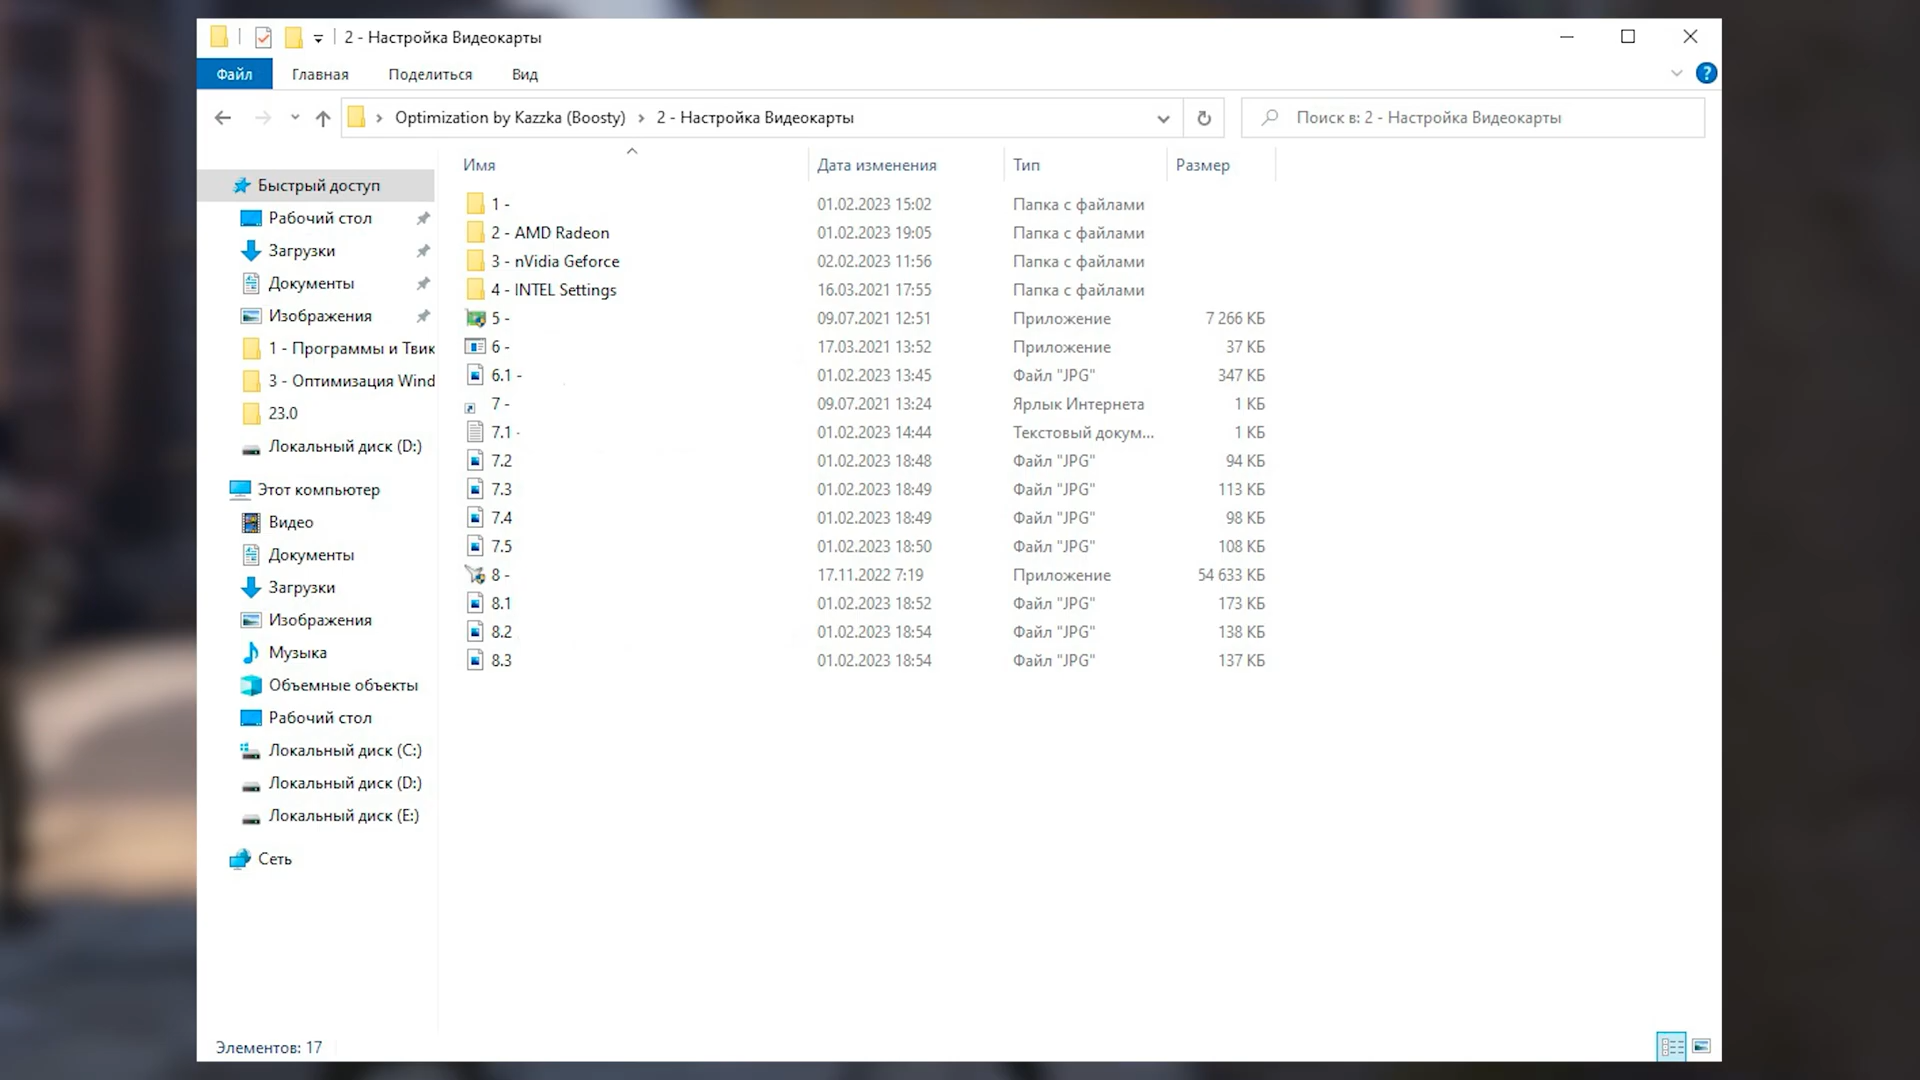 2 - Настройка Видеокарты
Файл Главная Поделиться Вид
Optimization by Kazzka (Boosty) 2 - Настройка Видеокарты Поиск в: 2 - Настройка Видеокарты
Имя Дата изменения Тип Размер
1 - 01.02.2023 15:02 Папка с файлами
2 - AMD Radeon 01.02.2023 19:05 Папка с файлами
3 - nVidia Geforce 02.02.2023 11:56 Папка с файлами
4 - INTEL Settings 16.03.2021 17:55 Папка с файлами
5 - 09.07.2021 12:51 Приложение 7 266 КБ
6 - 17.03.2021 13:52 Приложение 37 КБ
6.1 - 01.02.2023 13:45 Файл "JPG" 347 КБ
7 - 09.07.2021 13:24 Ярлык Интернета 1 КБ
7.1 - 01.02.2023 14:44 Текстовый докум... 1 КБ
7.2 01.02.2023 18:48 Файл "JPG" 94 КБ
7.3 01.02.2023 18:49 Файл "JPG" 113 КБ
7.4 01.02.2023 18:49 Файл "JPG" 98 КБ
7.5 01.02.2023 18:50 Файл "JPG" 108 КБ
8 - 17.11.2022 7:19 Приложение 54 633 КБ
8.1 01.02.2023 18:52 Файл "JPG" 173 КБ
8.2 01.02.2023 18:54 Файл "JPG" 138 КБ
8.3 01.02.2023 18:54 Файл "JPG" 137 КБ
Быстрый доступ
Рабочий стол
Загрузки
Документы
Изображения
1 - Программы и Твик
3 - Оптимизация Wind
23.0
Локальный диск (D:)
Этот компьютер
Видео
Документы
Загрузки
Изображения
Музыка
Объемные объекты
Рабочий стол
Локальный диск (C:)
Локальный диск (D:)
Локальный диск (E:)
Сеть
Элементов: 17